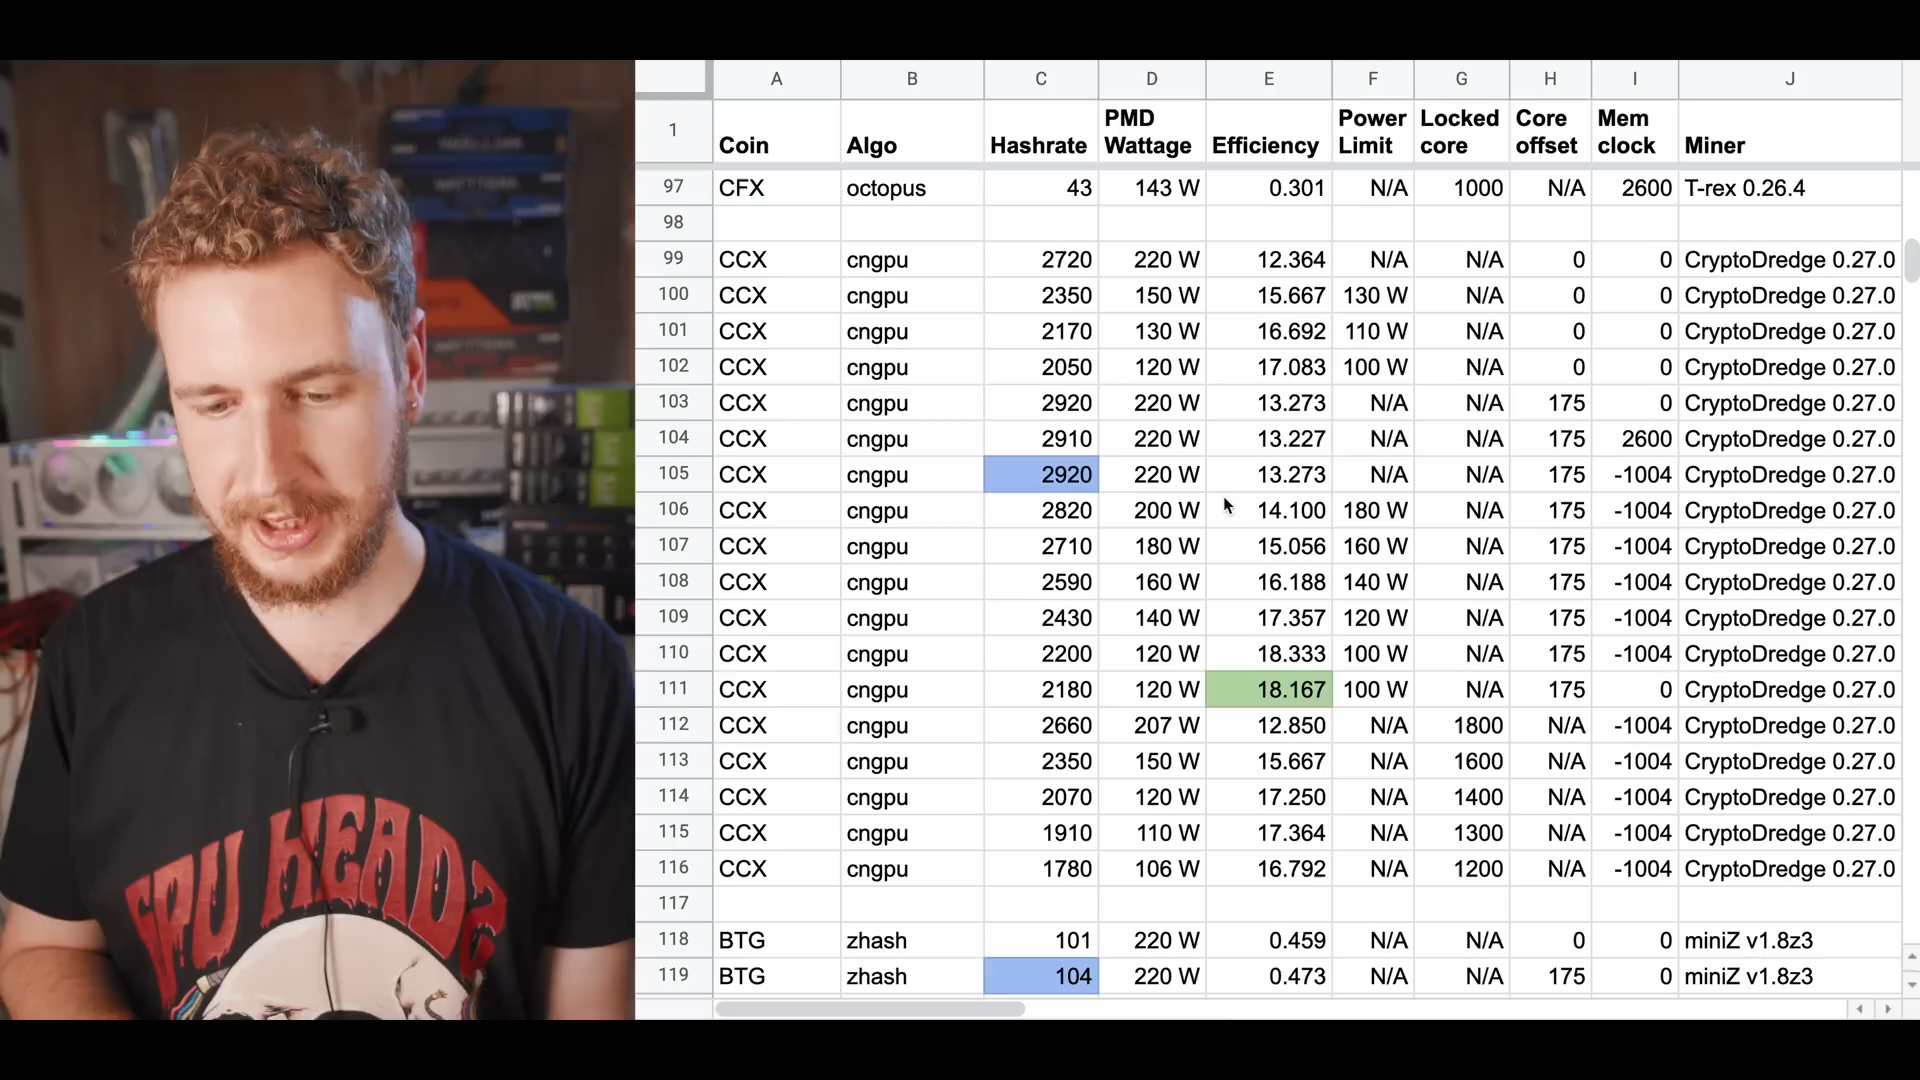 A B C D E F G H I J
1 Coin Algo Hashrate PMD Wattage Efficiency Power Limit Locked core Core offset Mem clock Miner
97 CFX octopus 43 143 W 0.301 N/A 1000 N/A 2600 T-rex 0.26.4
98
99 CCX cngpu 2720 220 W 12.364 N/A N/A 0 0 CryptoDredge 0.27.0
100 CCX cngpu 2350 150 W 15.667 130 W N/A 0 0 CryptoDredge 0.27.0
101 CCX cngpu 2170 130 W 16.692 110 W N/A 0 0 CryptoDredge 0.27.0
102 CCX cngpu 2050 120 W 17.083 100 W N/A 0 0 CryptoDredge 0.27.0
103 CCX cngpu 2920 220 W 13.273 N/A N/A 175 0 CryptoDredge 0.27.0
104 CCX cngpu 2910 220 W 13.227 N/A N/A 175 2600 CryptoDredge 0.27.0
105 CCX cngpu 2920 220 W 13.273 N/A N/A 175 -1004 CryptoDredge 0.27.0
106 CCX cngpu 2820 200 W 14.100 180 W N/A 175 -1004 CryptoDredge 0.27.0
107 CCX cngpu 2710 180 W 15.056 160 W N/A 175 -1004 CryptoDredge 0.27.0
108 CCX cngpu 2590 160 W 16.188 140 W N/A 175 -1004 CryptoDredge 0.27.0
109 CCX cngpu 2430 140 W 17.357 120 W N/A 175 -1004 CryptoDredge 0.27.0
110 CCX cngpu 2200 120 W 18.333 100 W N/A 175 -1004 CryptoDredge 0.27.0
111 CCX cngpu 2180 120 W 18.167 100 W N/A 175 0 CryptoDredge 0.27.0
112 CCX cngpu 2660 207 W 12.850 N/A 1800 N/A -1004 CryptoDredge 0.27.0
113 CCX cngpu 2350 150 W 15.667 N/A 1600 N/A -1004 CryptoDredge 0.27.0
114 CCX cngpu 2070 120 W 17.250 N/A 1400 N/A -1004 CryptoDredge 0.27.0
115 CCX cngpu 1910 110 W 17.364 N/A 1300 N/A -1004 CryptoDredge 0.27.0
116 CCX cngpu 1780 106 W 16.792 N/A 1200 N/A -1004 CryptoDredge 0.27.0
117
118 BTG zhash 101 220 W 0.459 N/A N/A 0 0 miniZ v1.8z3
119 BTG zhash 104 220 W 0.473 N/A N/A 175 0 miniZ v1.8z3
GPU HEADZ